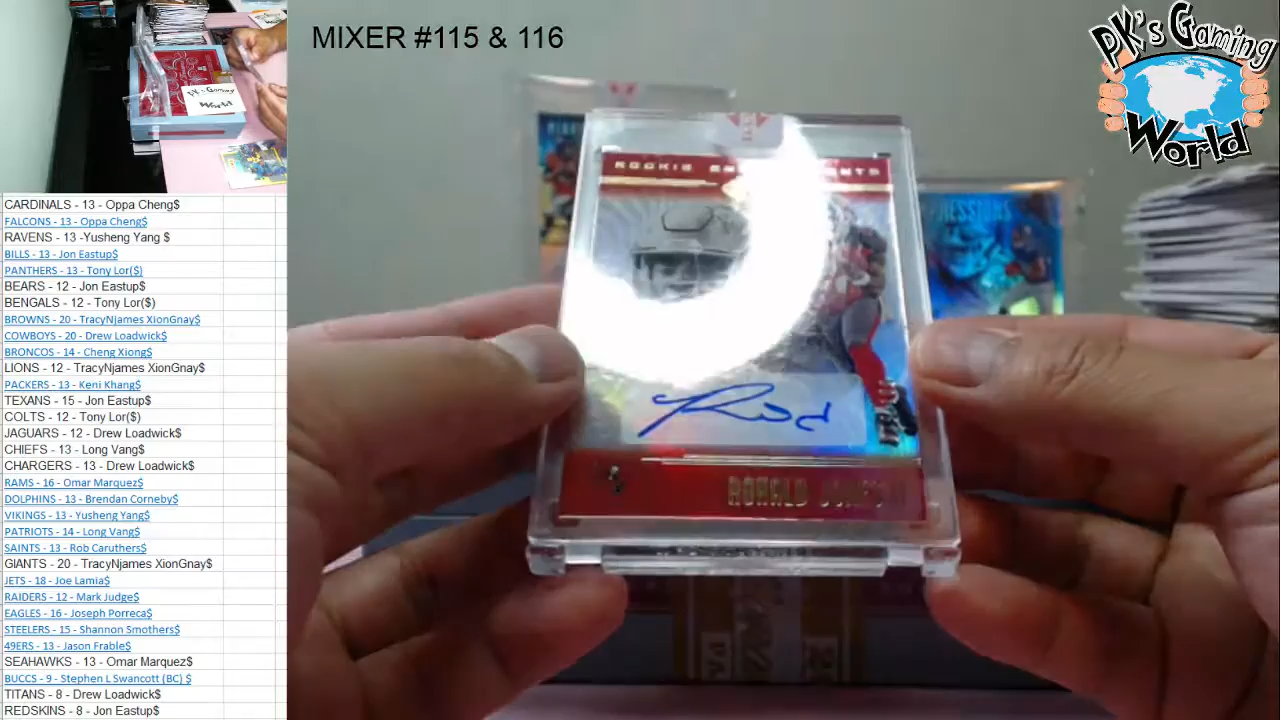 MIXER #115 & 116
PK's Gaming
World
PK's Gaming
World
CARDINALS - 13 - Oppa Cheng$
FALCONS - 13 - Oppa Cheng$
RAVENS - 13 -Yusheng Yang $
BILLS - 13 - Jon Eastup$
PANTHERS - 13 - Tony Lor($)
BEARS - 12 - Jon Eastup$
BENGALS - 12 - Tony Lor($)
BROWNS - 20 - TracyNjames XionGnay$
COWBOYS - 20 - Drew Loadwick$
BRONCOS - 14 - Cheng Xiong$
LIONS - 12 - TracyNjames XionGnay$
PACKERS - 13 - Keni Khang$
TEXANS - 15 - Jon Eastup$
COLTS - 12 - Tony Lor($)
JAGUARS - 12 - Drew Loadwick$
CHIEFS - 13 - Long Vang$
CHARGERS - 13 - Drew Loadwick$
RAMS - 16 - Omar Marquez$
DOLPHINS - 13 - Brendan Corneby$
VIKINGS - 13 - Yusheng Yang$
PATRIOTS - 14 - Long Vang$
SAINTS - 13 - Rob Caruthers$
GIANTS - 20 - TracyNjames XionGnay$
JETS - 18 - Joe Lamia$
RAIDERS - 12 - Mark Judge$
EAGLES - 16 - Joseph Porreca$
STEELERS - 15 - Shannon Smothers$
49ERS - 13 - Jason Frable$
SEAHAWKS - 13 - Omar Marquez$
BUCCS - 9 - Stephen L Swancott (BC) $
TITANS - 8 - Drew Loadwick$
REDSKINS - 8 - Jon Eastup$
ROOKIE
RONALD JONES